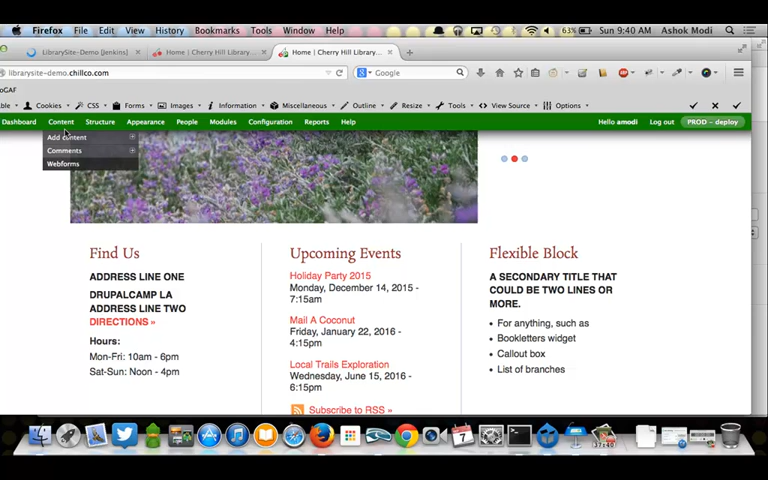 Firefox File Edit View History Bookmarks Tools Window Help 63% Sun 9:40 AM Ashok Modi
LibrarySite-Demo [Jenkins] Home | Cherry Hill Library... Home | Cherry Hill Library...
librarysite-demo.chillco.com Google
oGAF
Cookies CSS Forms Images Information Miscellaneous Outline Resize Tools View Source Options
Dashboard Content Structure Appearance People Modules Configuration Reports Help Hello amodi Log out PROD - deploy
Add content
Comments
Webforms
Find Us
ADDRESS LINE ONE
DRUPALCAMP LA
ADDRESS LINE TWO
DIRECTIONS »
Hours:
Mon-Fri: 10am - 6pm
Sat-Sun: Noon - 4pm
Upcoming Events
Holiday Party 2015
Monday, December 14, 2015 -
7:15am
Mail A Coconut
Friday, January 22, 2016 -
4:15pm
Local Trails Exploration
Wednesday, June 15, 2016 -
6:15pm
Subscribe to RSS »
Flexible Block
A SECONDARY TITLE THAT
COULD BE TWO LINES OR
MORE.
• For anything, such as
• Bookletters widget
• Callout box
• List of branches
7
37:40